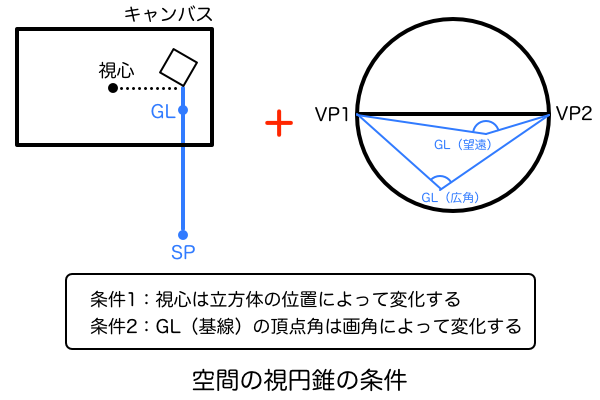 キャンバス
視心
GL
SP
VP1
VP2
GL（望遠）
GL（広角）
条件1：視心は立方体の位置によって変化する
条件2：GL（基線）の頂点角は画角によって変化する
空間の視円錐の条件